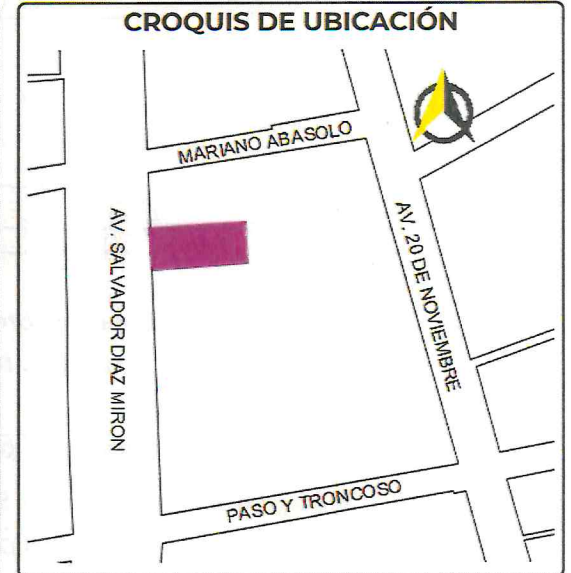 CROQUIS DE UBICACIÓN
MARIANO ABASOLO
AV. SALVADOR DIAZ MIRON
AV. 20 DE NOVIEMBRE
PASO Y TRONCOSO